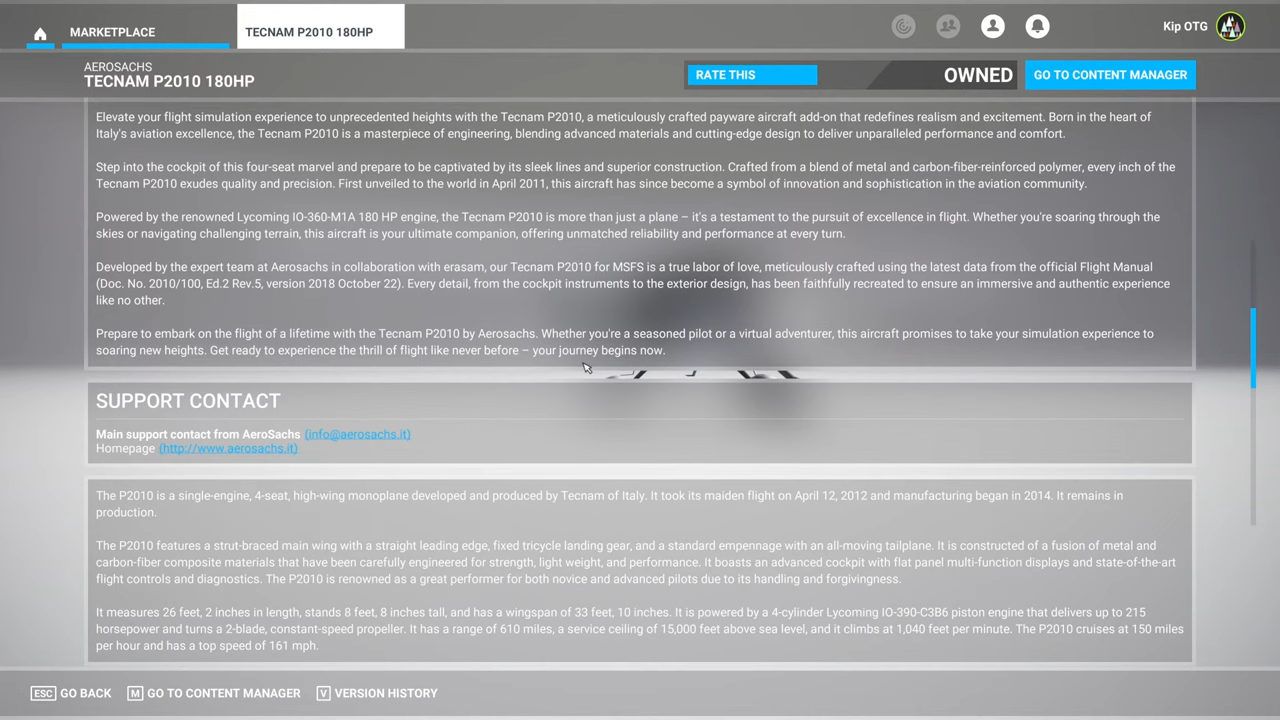 MARKETPLACE
TECNAM P2010 180HP
Kip OTG
AEROSACHS
TECNAM P2010 180HP
RATE THIS
OWNED
GO TO CONTENT MANAGER
Elevate your flight simulation experience to unprecedented heights with the Tecnam P2010, a meticulously crafted payware aircraft add-on that redefines realism and excitement. Born in the heart of
Italy's aviation excellence, the Tecnam P2010 is a masterpiece of engineering, blending advanced materials and cutting-edge design to deliver unparalleled performance and comfort.
Step into the cockpit of this four-seat marvel and prepare to be captivated by its sleek lines and superior construction. Crafted from a blend of metal and carbon-fiber-reinforced polymer, every inch of the
Tecnam P2010 exudes quality and precision. First unveiled to the world in April 2011, this aircraft has since become a symbol of innovation and sophistication in the aviation community.
Powered by the renowned Lycoming IO-360-M1A 180 HP engine, the Tecnam P2010 is more than just a plane – it's a testament to the pursuit of excellence in flight. Whether you're soaring through the
skies or navigating challenging terrain, this aircraft is your ultimate companion, offering unmatched reliability and performance at every turn.
Developed by the expert team at Aerosachs in collaboration with erasam, our Tecnam P2010 for MSFS is a true labor of love, meticulously crafted using the latest data from the official Flight Manual
(Doc. No. 2010/100, Ed.2 Rev.5, version 2018 October 22). Every detail, from the cockpit instruments to the exterior design, has been faithfully recreated to ensure an immersive and authentic experience
like no other.
Prepare to embark on the flight of a lifetime with the Tecnam P2010 by Aerosachs. Whether you're a seasoned pilot or a virtual adventurer, this aircraft promises to take your simulation experience to
soaring new heights. Get ready to experience the thrill of flight like never before – your journey begins now.
SUPPORT CONTACT
Main support contact from AeroSachs (info@aerosachs.it)
Homepage (http://www.aerosachs.it)
The P2010 is a single-engine, 4-seat, high-wing monoplane developed and produced by Tecnam of Italy. It took its maiden flight on April 12, 2012 and manufacturing began in 2014. It remains in
production.
The P2010 features a strut-braced main wing with a straight leading edge, fixed tricycle landing gear, and a standard empennage with an all-moving tailplane. It is constructed of a fusion of metal and
carbon-fiber composite materials that have been carefully engineered for strength, light weight, and performance. It boasts an advanced cockpit with flat panel multi-function displays and state-of-the-art
flight controls and diagnostics. The P2010 is renowned as a great performer for both novice and advanced pilots due to its handling and forgivingness.
It measures 26 feet, 2 inches in length, stands 8 feet, 8 inches tall, and has a wingspan of 33 feet, 10 inches. It is powered by a 4-cylinder Lycoming IO-390-C3B6 piston engine that delivers up to 215
horsepower and turns a 2-blade, constant-speed propeller. It has a range of 610 miles, a service ceiling of 15,000 feet above sea level, and it climbs at 1,040 feet per minute. The P2010 cruises at 150 miles
per hour and has a top speed of 161 mph.
ESC GO BACK M GO TO CONTENT MANAGER V VERSION HISTORY